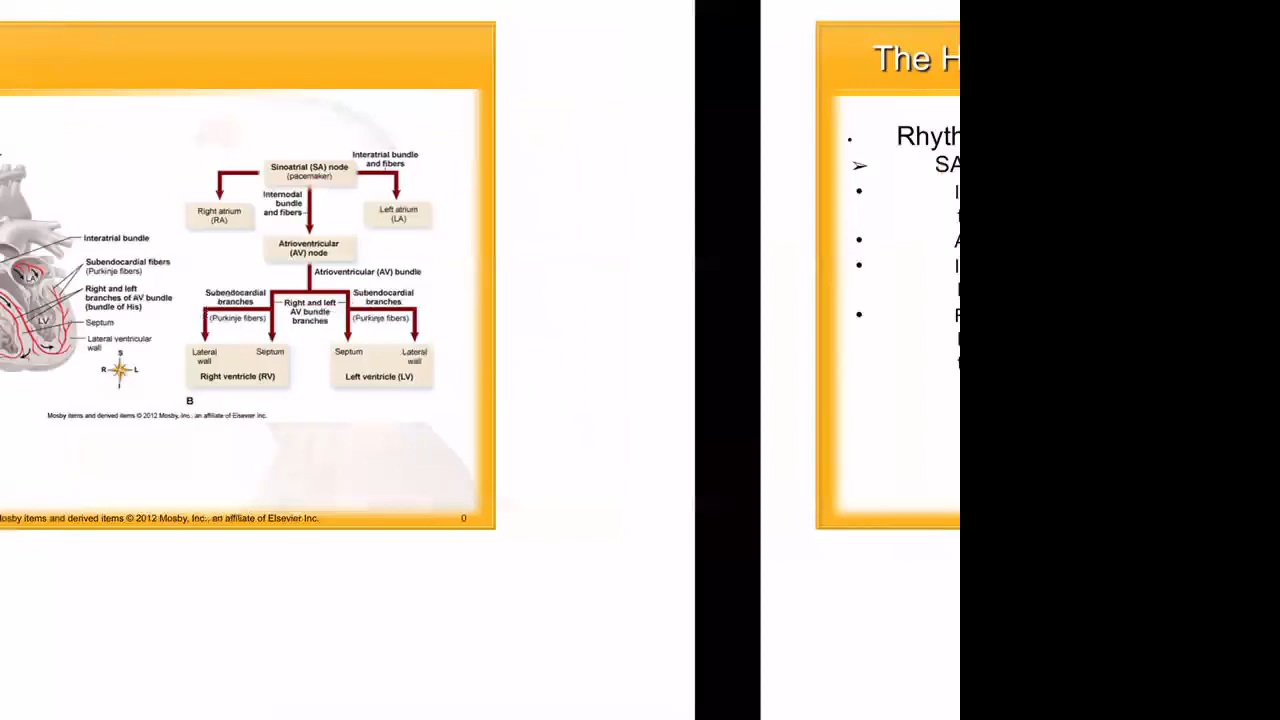 Interatrial bundle
and fibers
Sinoatrial (SA) node
(pacemaker)
Internodal
bundle
and fibers
Right atrium
(RA)
Left atrium
(LA)
Atrioventricular
(AV) node
Atrioventricular (AV) bundle
Subendocardial
branches
(Purkinje fibers)
Right and left
AV bundle
branches
Subendocardial
branches
(Purkinje fibers)
Lateral
wall
Septum
Right ventricle (RV)
Septum
Lateral
wall
Left ventricle (LV)
B
Interatrial bundle
Subendocardial fibers
(Purkinje fibers)
Right and left
branches of AV bundle
(bundle of His)
Septum
Lateral ventricular
wall
LA
LV
S
R L
I
Mosby items and derived items © 2012 Mosby, Inc., an affiliate of Elsevier Inc.
osby items and derived items © 2012 Mosby, Inc., an affiliate of Elsevier Inc.
0
The H
• Rhyth
➢ SA